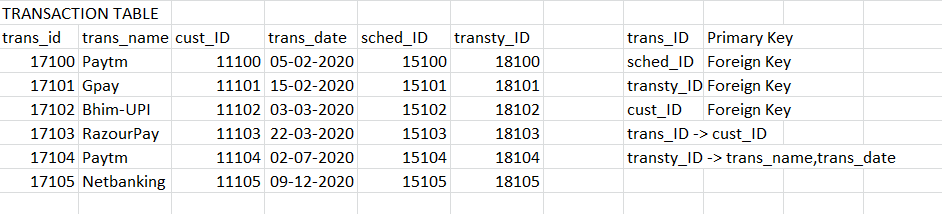 TRANSACTION TABLE
trans_id trans_name cust_ID trans_date sched_ID transty_ID trans_ID Primary Key
17100 Paytm 11100 05-02-2020 15100 18100 sched_ID Foreign Key
17101 Gpay 11101 15-02-2020 15101 18101 transty_ID Foreign Key
17102 Bhim-UPI 11102 03-03-2020 15102 18102 cust_ID Foreign Key
17103 RazourPay 11103 22-03-2020 15103 18103 trans_ID -> cust_ID
17104 Paytm 11104 02-07-2020 15104 18104 transty_ID -> trans_name,trans_date
17105 Netbanking 11105 09-12-2020 15105 18105